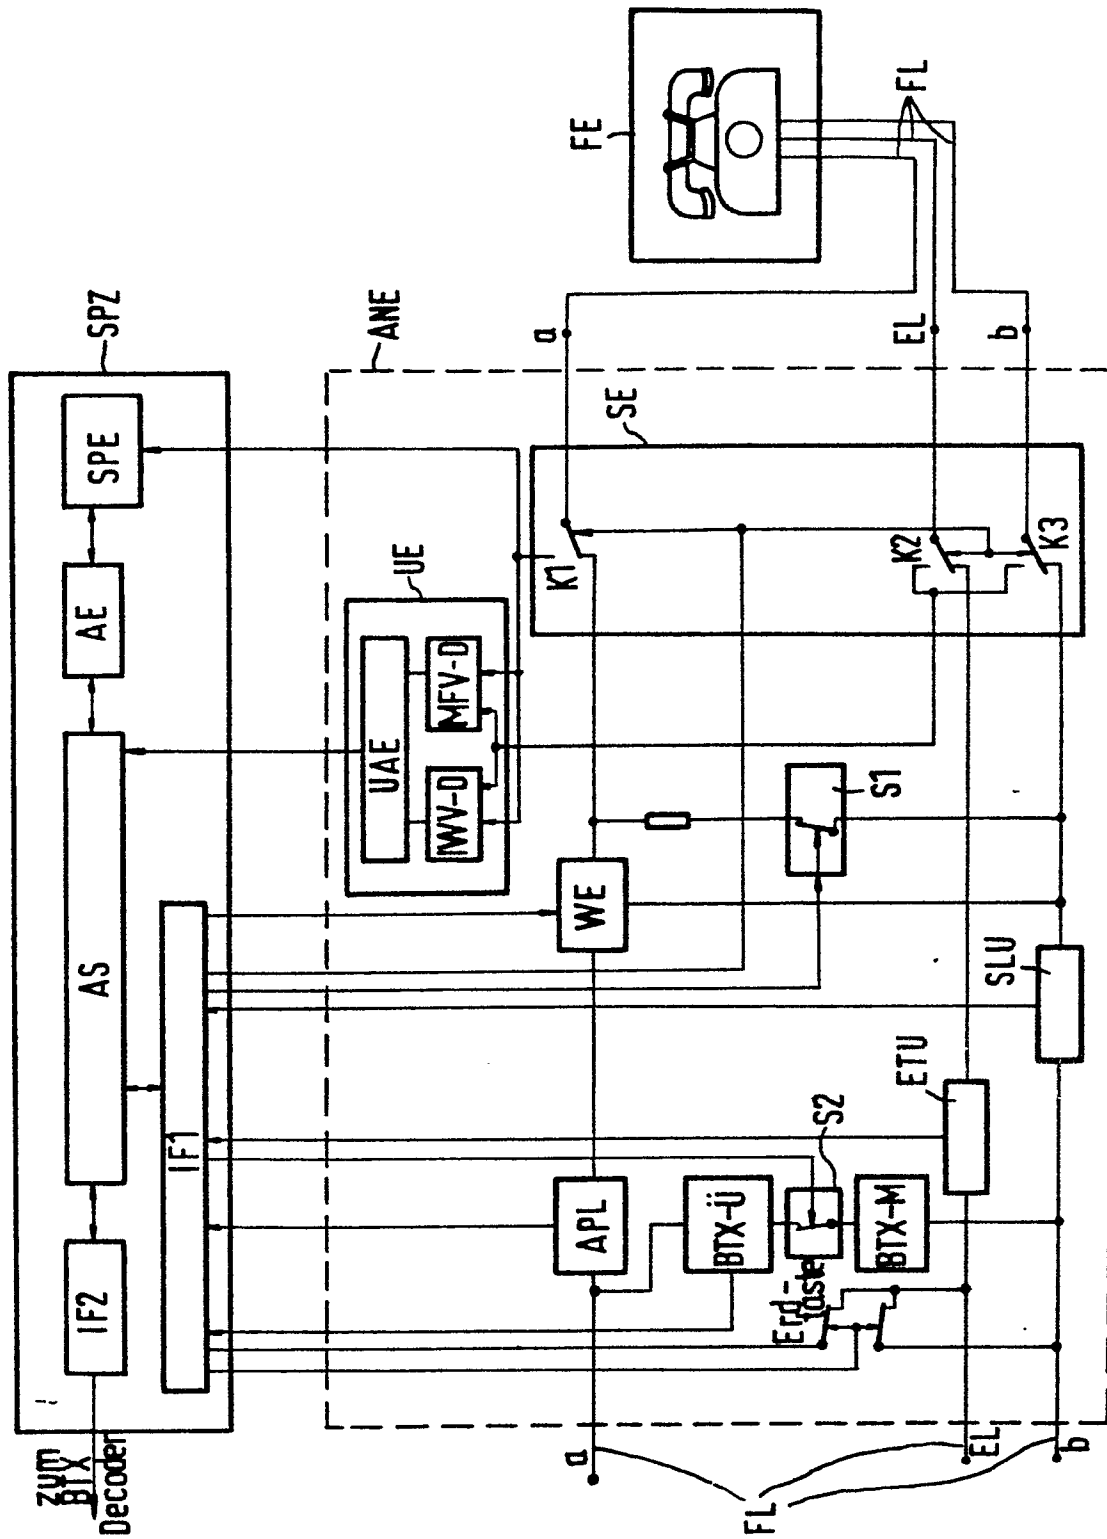 zum
BTX
Decoder
IF2
AS
AE
SPE
SPZ
IF1
ANE
UE
UAE
IWV-D
MFV-D
a
APL
WE
K1
SE
a
FE
FL
BTX-Ü
S2
BTX-M
Erd-
taste
S1
ETU
K2
EL
EL
SLU
K3
b
b
FL